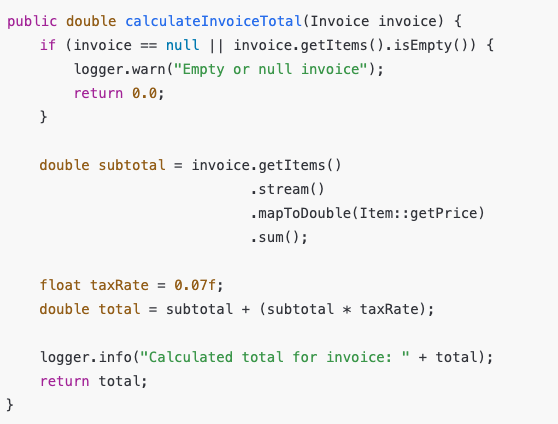 public double calculateInvoiceTotal(Invoice invoice) {
    if (invoice == null || invoice.getItems().isEmpty()) {
        logger.warn("Empty or null invoice");
        return 0.0;
    }

    double subtotal = invoice.getItems()
                             .stream()
                             .mapToDouble(Item::getPrice)
                             .sum();

    float taxRate = 0.07f;
    double total = subtotal + (subtotal * taxRate);

    logger.info("Calculated total for invoice: " + total);
    return total;
}